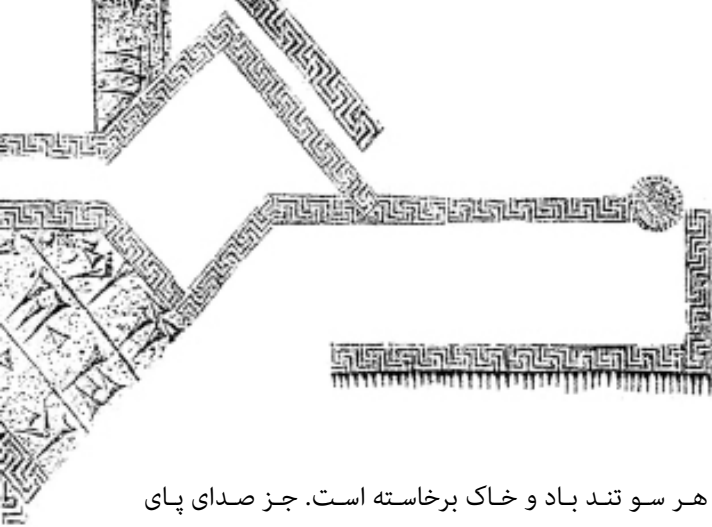 هر سو تند باد و خاک برخاسته است. جز صدای پای